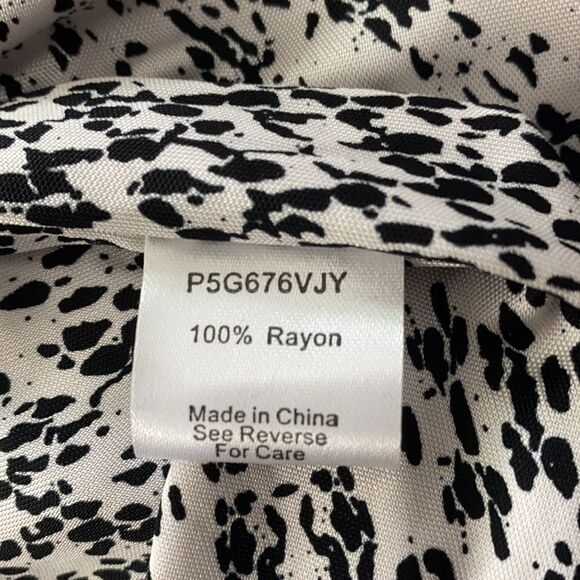 P5G676VJY
100% Rayon
Made in China
See Reverse
For Care